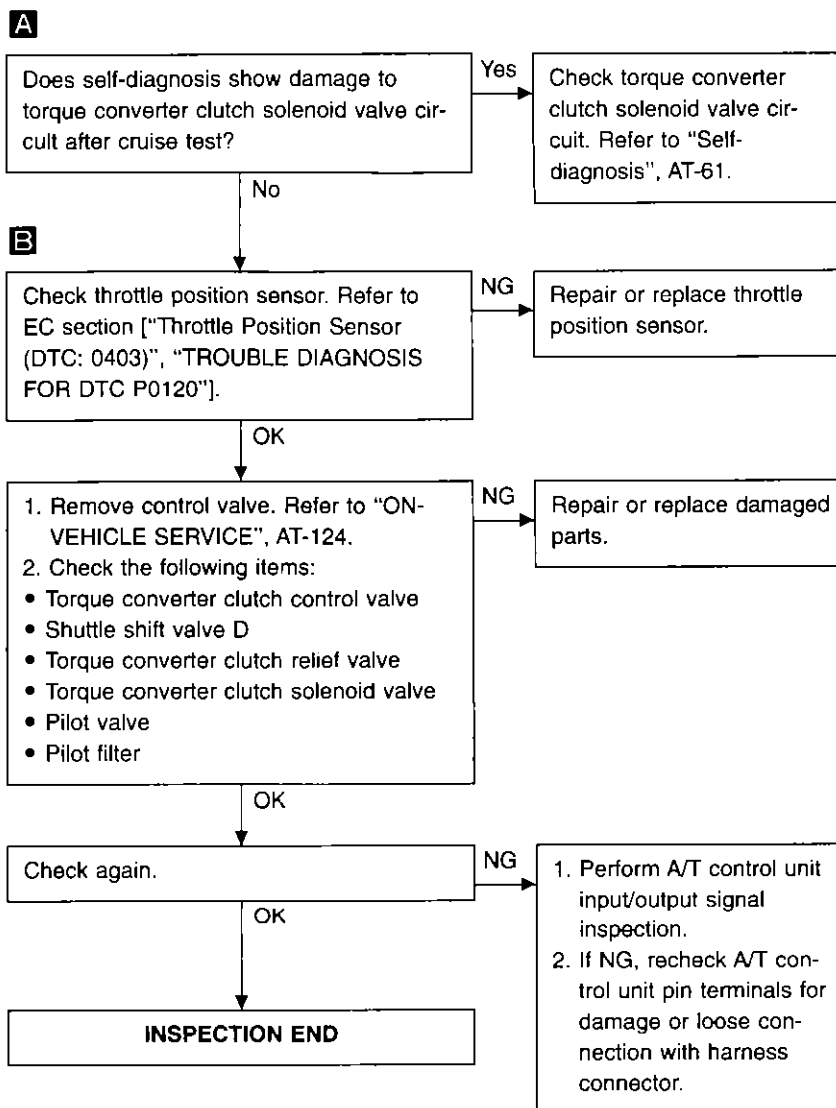 A
Does self-diagnosis show damage to
torque converter clutch solenoid valve cir-
cult after cruise test?
Yes
Check torque converter
clutch solenoid valve cir-
cuit. Refer to "Self-
diagnosis", AT-61.
No
B
Check throttle position sensor. Refer to
EC section ["Throttle Position Sensor
(DTC: 0403)", "TROUBLE DIAGNOSIS
FOR DTC P0120"].
NG
Repair or replace throttle
position sensor.
OK
1. Remove control valve. Refer to "ON-
VEHICLE SERVICE", AT-124.
2. Check the following items:
• Torque converter clutch control valve
• Shuttle shift valve D
• Torque converter clutch relief valve
• Torque converter clutch solenoid valve
• Pilot valve
• Pilot filter
NG
Repair or replace damaged
parts.
OK
Check again.
NG
1. Perform A/T control unit
input/output signal
inspection.
2. If NG, recheck A/T con-
trol unit pin terminals for
damage or loose con-
nection with harness
connector.
OK
INSPECTION END